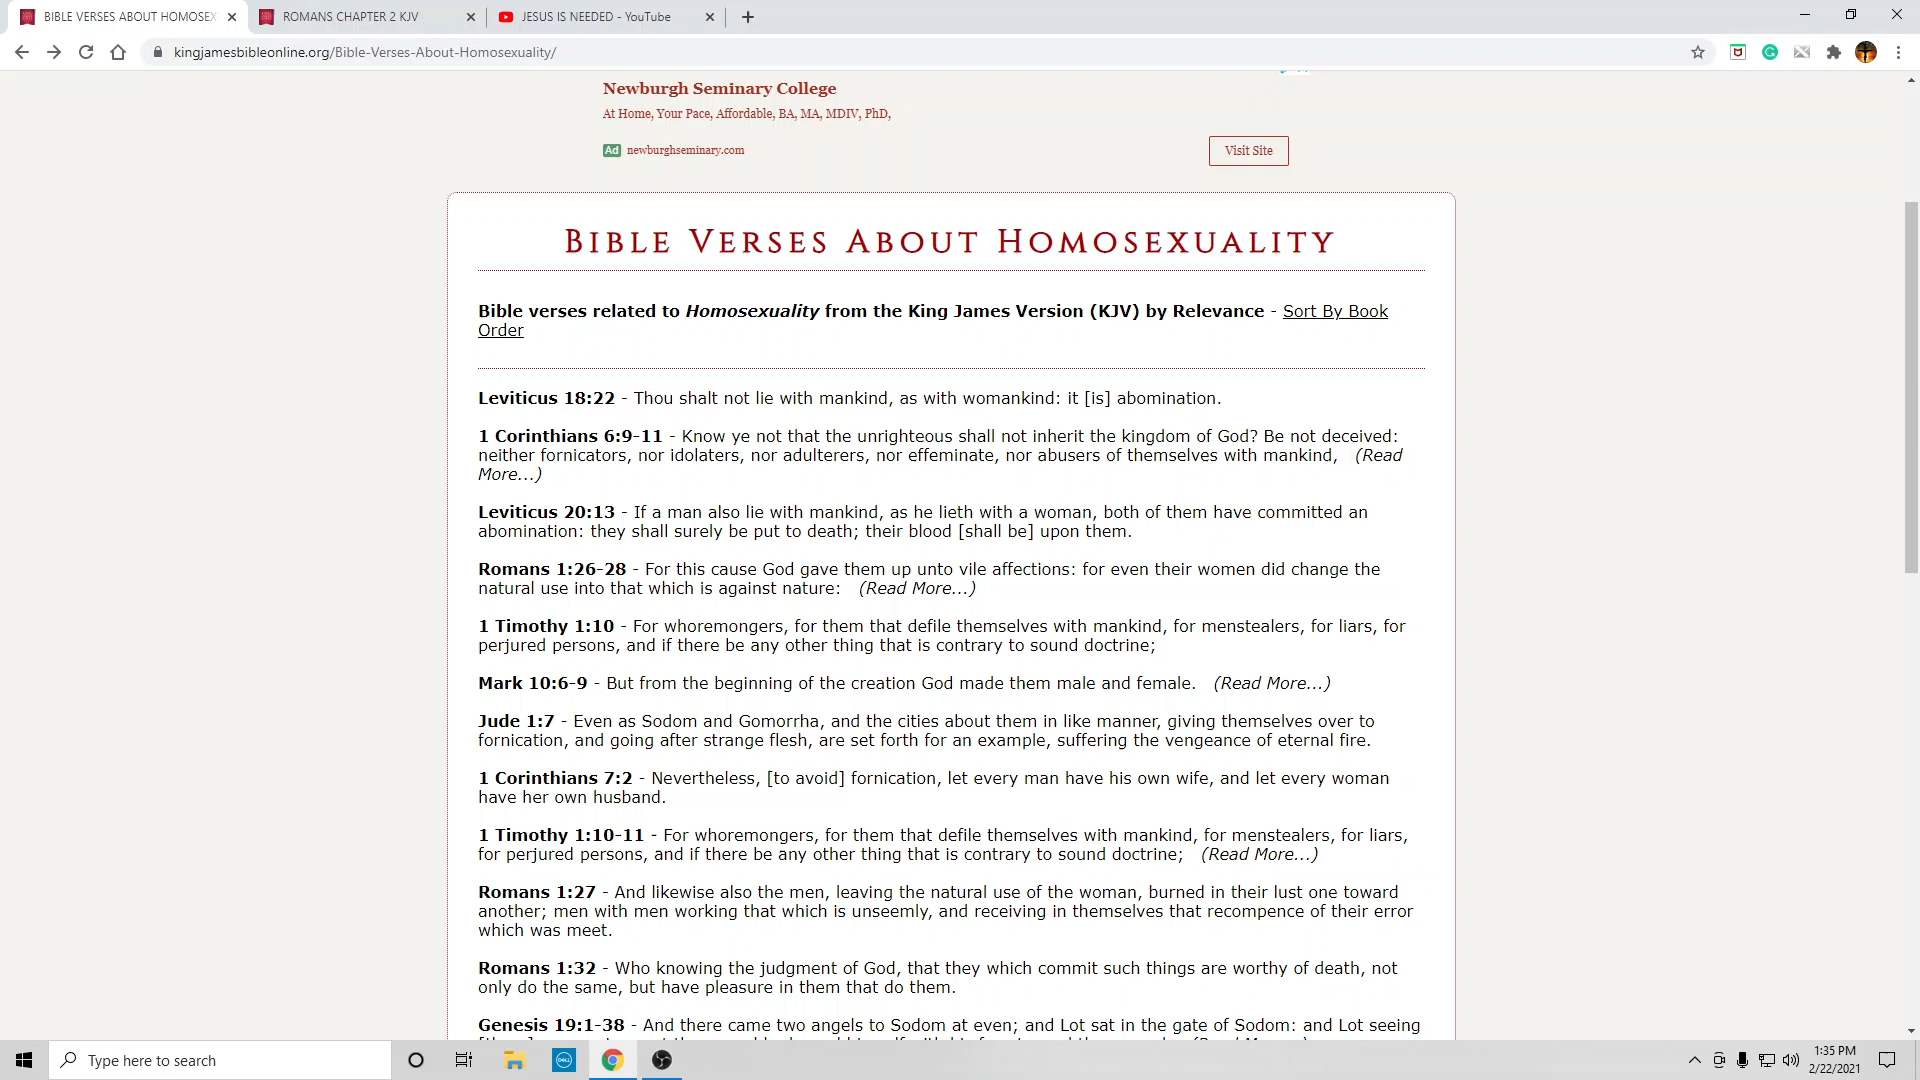 BIBLE VERSES ABOUT HOMOSEX
ROMANS CHAPTER 2 KJV
JESUS IS NEEDED - YouTube
kingjamesbibleonline.org/Bible-Verses-About-Homosexuality/
Newburgh Seminary College
At Home, Your Pace, Affordable, BA, MA, MDIV, PhD,
Ad newburghseminary.com
Visit Site
BIBLE VERSES ABOUT HOMOSEXUALITY
Bible verses related to Homosexuality from the King James Version (KJV) by Relevance - Sort By Book
Order
Leviticus 18:22 - Thou shalt not lie with mankind, as with womankind: it [is] abomination.
1 Corinthians 6:9-11 - Know ye not that the unrighteous shall not inherit the kingdom of God? Be not deceived:
neither fornicators, nor idolaters, nor adulterers, nor effeminate, nor abusers of themselves with mankind, (Read
More...)
Leviticus 20:13 - If a man also lie with mankind, as he lieth with a woman, both of them have committed an
abomination: they shall surely be put to death; their blood [shall be] upon them.
Romans 1:26-28 - For this cause God gave them up unto vile affections: for even their women did change the
natural use into that which is against nature: (Read More...)
1 Timothy 1:10 - For whoremongers, for them that defile themselves with mankind, for menstealers, for liars, for
perjured persons, and if there be any other thing that is contrary to sound doctrine;
Mark 10:6-9 - But from the beginning of the creation God made them male and female. (Read More...)
Jude 1:7 - Even as Sodom and Gomorrha, and the cities about them in like manner, giving themselves over to
fornication, and going after strange flesh, are set forth for an example, suffering the vengeance of eternal fire.
1 Corinthians 7:2 - Nevertheless, [to avoid] fornication, let every man have his own wife, and let every woman
have her own husband.
1 Timothy 1:10-11 - For whoremongers, for them that defile themselves with mankind, for menstealers, for liars,
for perjured persons, and if there be any other thing that is contrary to sound doctrine; (Read More...)
Romans 1:27 - And likewise also the men, leaving the natural use of the woman, burned in their lust one toward
another; men with men working that which is unseemly, and receiving in themselves that recompence of their error
which was meet.
Romans 1:32 - Who knowing the judgment of God, that they which commit such things are worthy of death, not
only do the same, but have pleasure in them that do them.
Genesis 19:1-38 - And there came two angels to Sodom at even; and Lot sat in the gate of Sodom: and Lot seeing
Type here to search
DELL
1:35 PM
2/22/2021